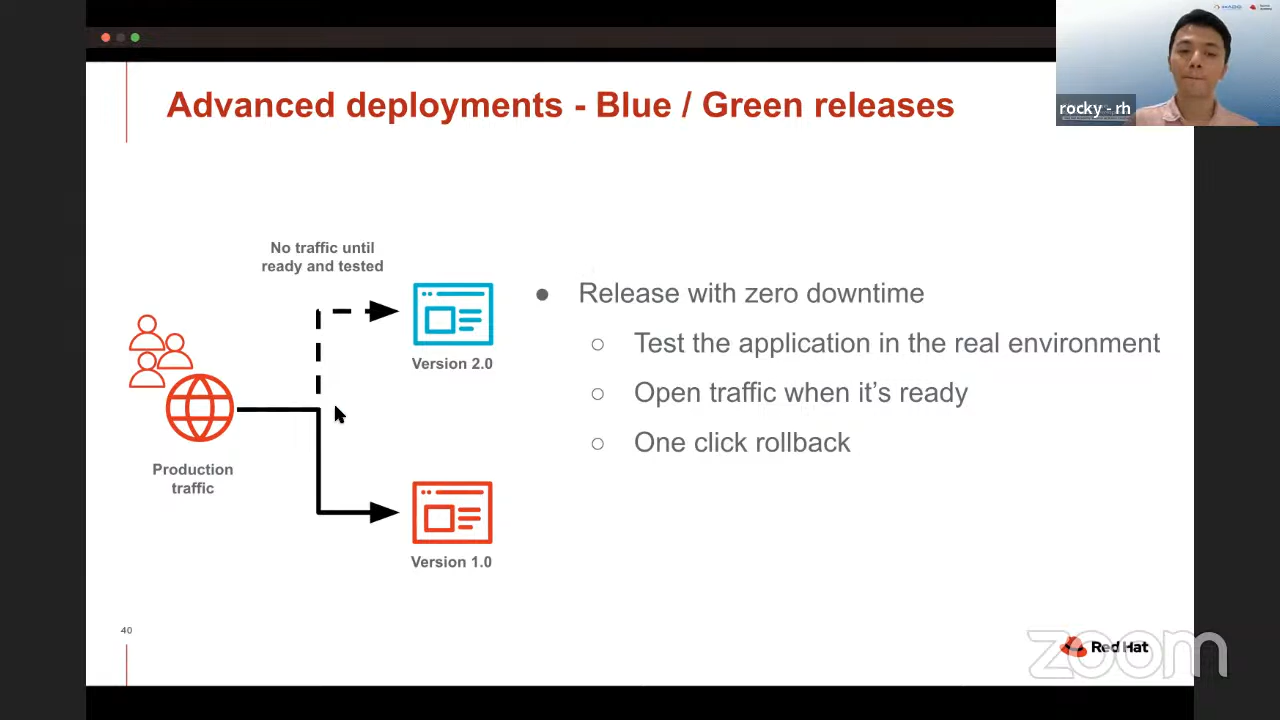 Advanced deployments - Blue / Green releases
rocky - rh
No traffic until
ready and tested
Version 2.0
Production
traffic
Version 1.0
● Release with zero downtime
○ Test the application in the real environment
○ Open traffic when it’s ready
○ One click rollback
40
Red Hat
zoom